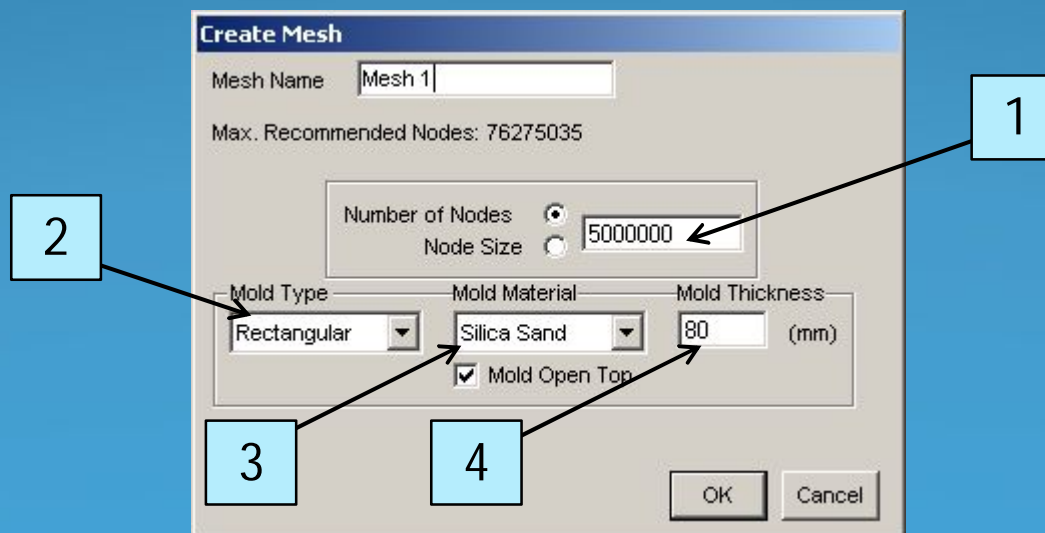 Create Mesh
Mesh Name Mesh 1
Max. Recommended Nodes: 76275035
1
Number of Nodes
5000000
Node Size
2
Mold Type Mold Material Mold Thickness
Rectangular Silica Sand 80 (mm)
Mold Open Top
3 4
OK Cancel